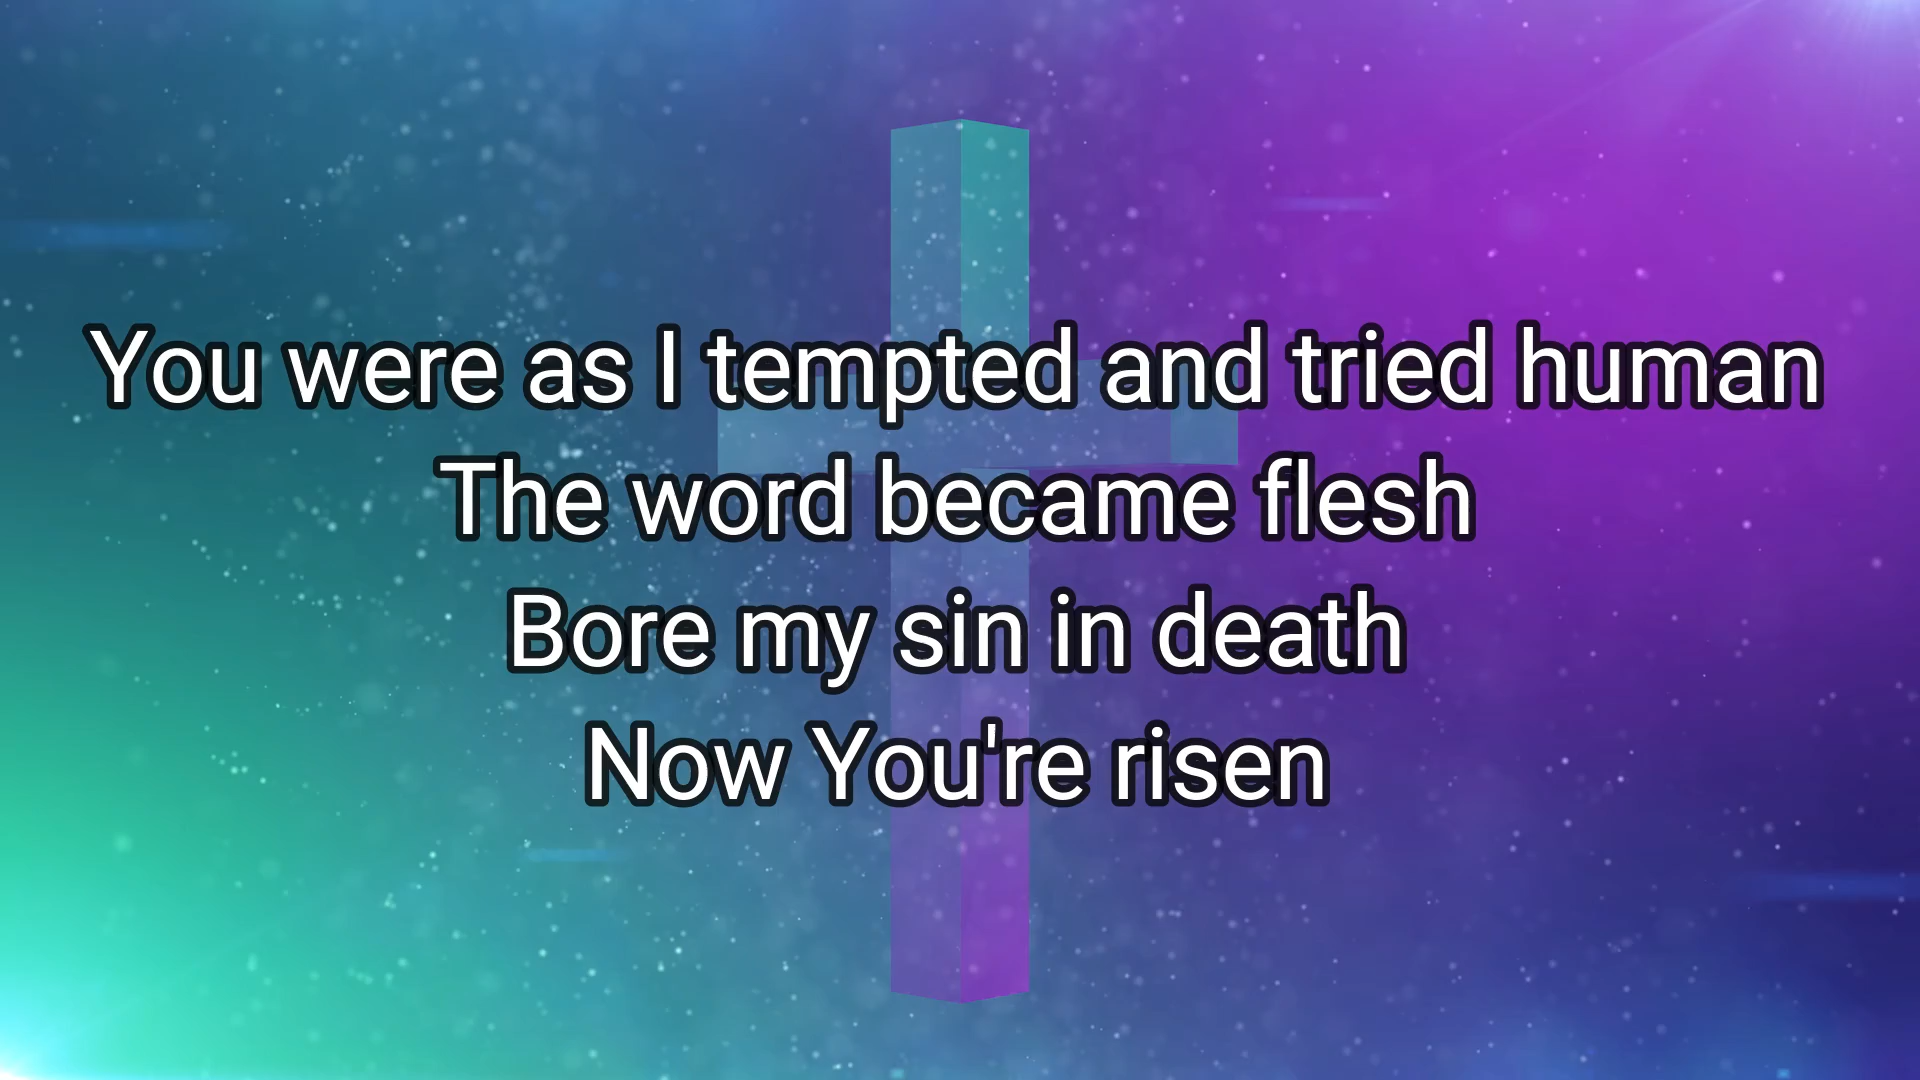 You were as I tempted and tried human
The word became flesh
Bore my sin in death
Now You're risen